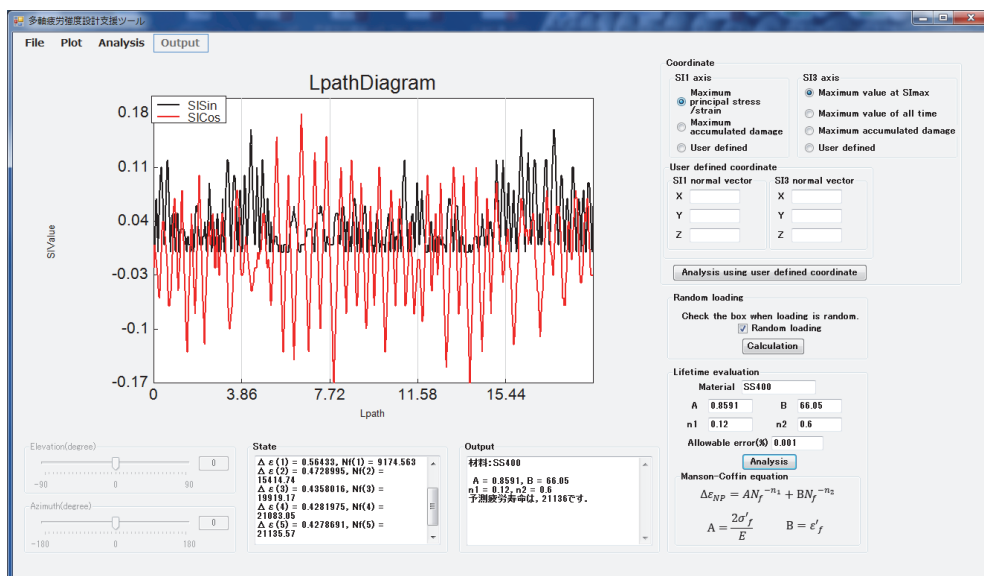 多軸疲労強度設計支援ツール
File Plot Analysis Output
LpathDiagram
SISin
SICos
0.18
0.11
0.04
-0.03
-0.1
-0.17
SIValue
0 3.86 7.72 11.58 15.44
Lpath
Coordinate
SI1 axis
Maximum
principal stress
/strain
Maximum
accumulated damage
User defined
SI3 axis
Maximum value at SImax
Maximum value of all time
Maximum accumulated damage
User defined
User defined coordinate
SI1 normal vector
X
Y
Z
SI3 normal vector
X
Y
Z
Analysis using user defined coordinate
Random loading
Check the box when loading is random.
Random loading
Calculation
Lifetime evaluation
Material SS400
A 0.8591 B 66.05
n1 0.12 n2 0.6
Allowable error(%) 0.001
Analysis
Manson-Coffin equation
Δε_NP = AN_f^{-n₁} + BN_f^{-n₂}
A = 2σ'_f / E B = ε'_f
Elevation(degree)
0
-90 0 90
Azimuth(degree)
0
-180 0 180
State
Δ ε(1) = 0.56433, Nf(1) = 9174.563
Δ ε(2) = 0.4728995, Nf(2) =
15414.74
Δ ε(3) = 0.4358016, Nf(3) =
19919.17
Δ ε(4) = 0.4281975, Nf(4) =
21083.05
Δ ε(5) = 0.4278691, Nf(5) =
21135.57
Output
材料:SS400
A = 0.8591, B = 66.05
n1 = 0.12, n2 = 0.6
予測疲労寿命は, 21136です.